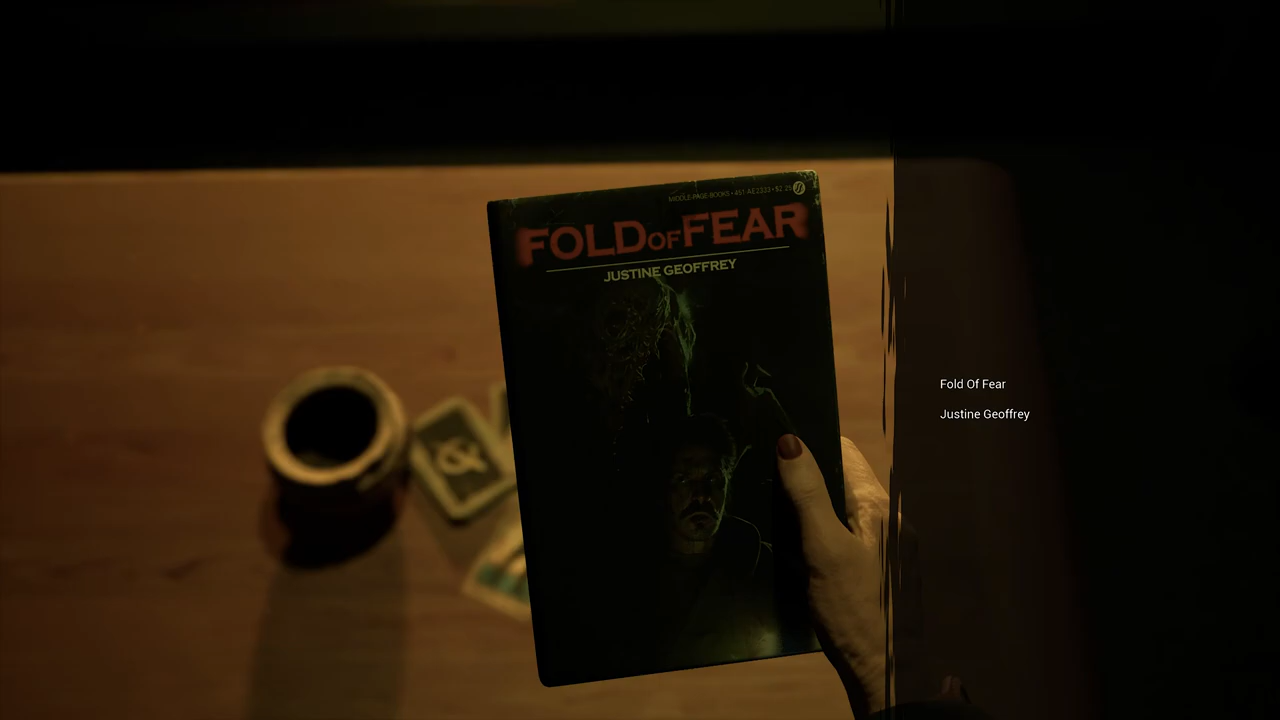 MIDDLE-PAGE-BOOKS • 451-AE2333 • $2.25
FOLD OF FEAR
JUSTINE GEOFFREY
&
Fold Of Fear
Justine Geoffrey